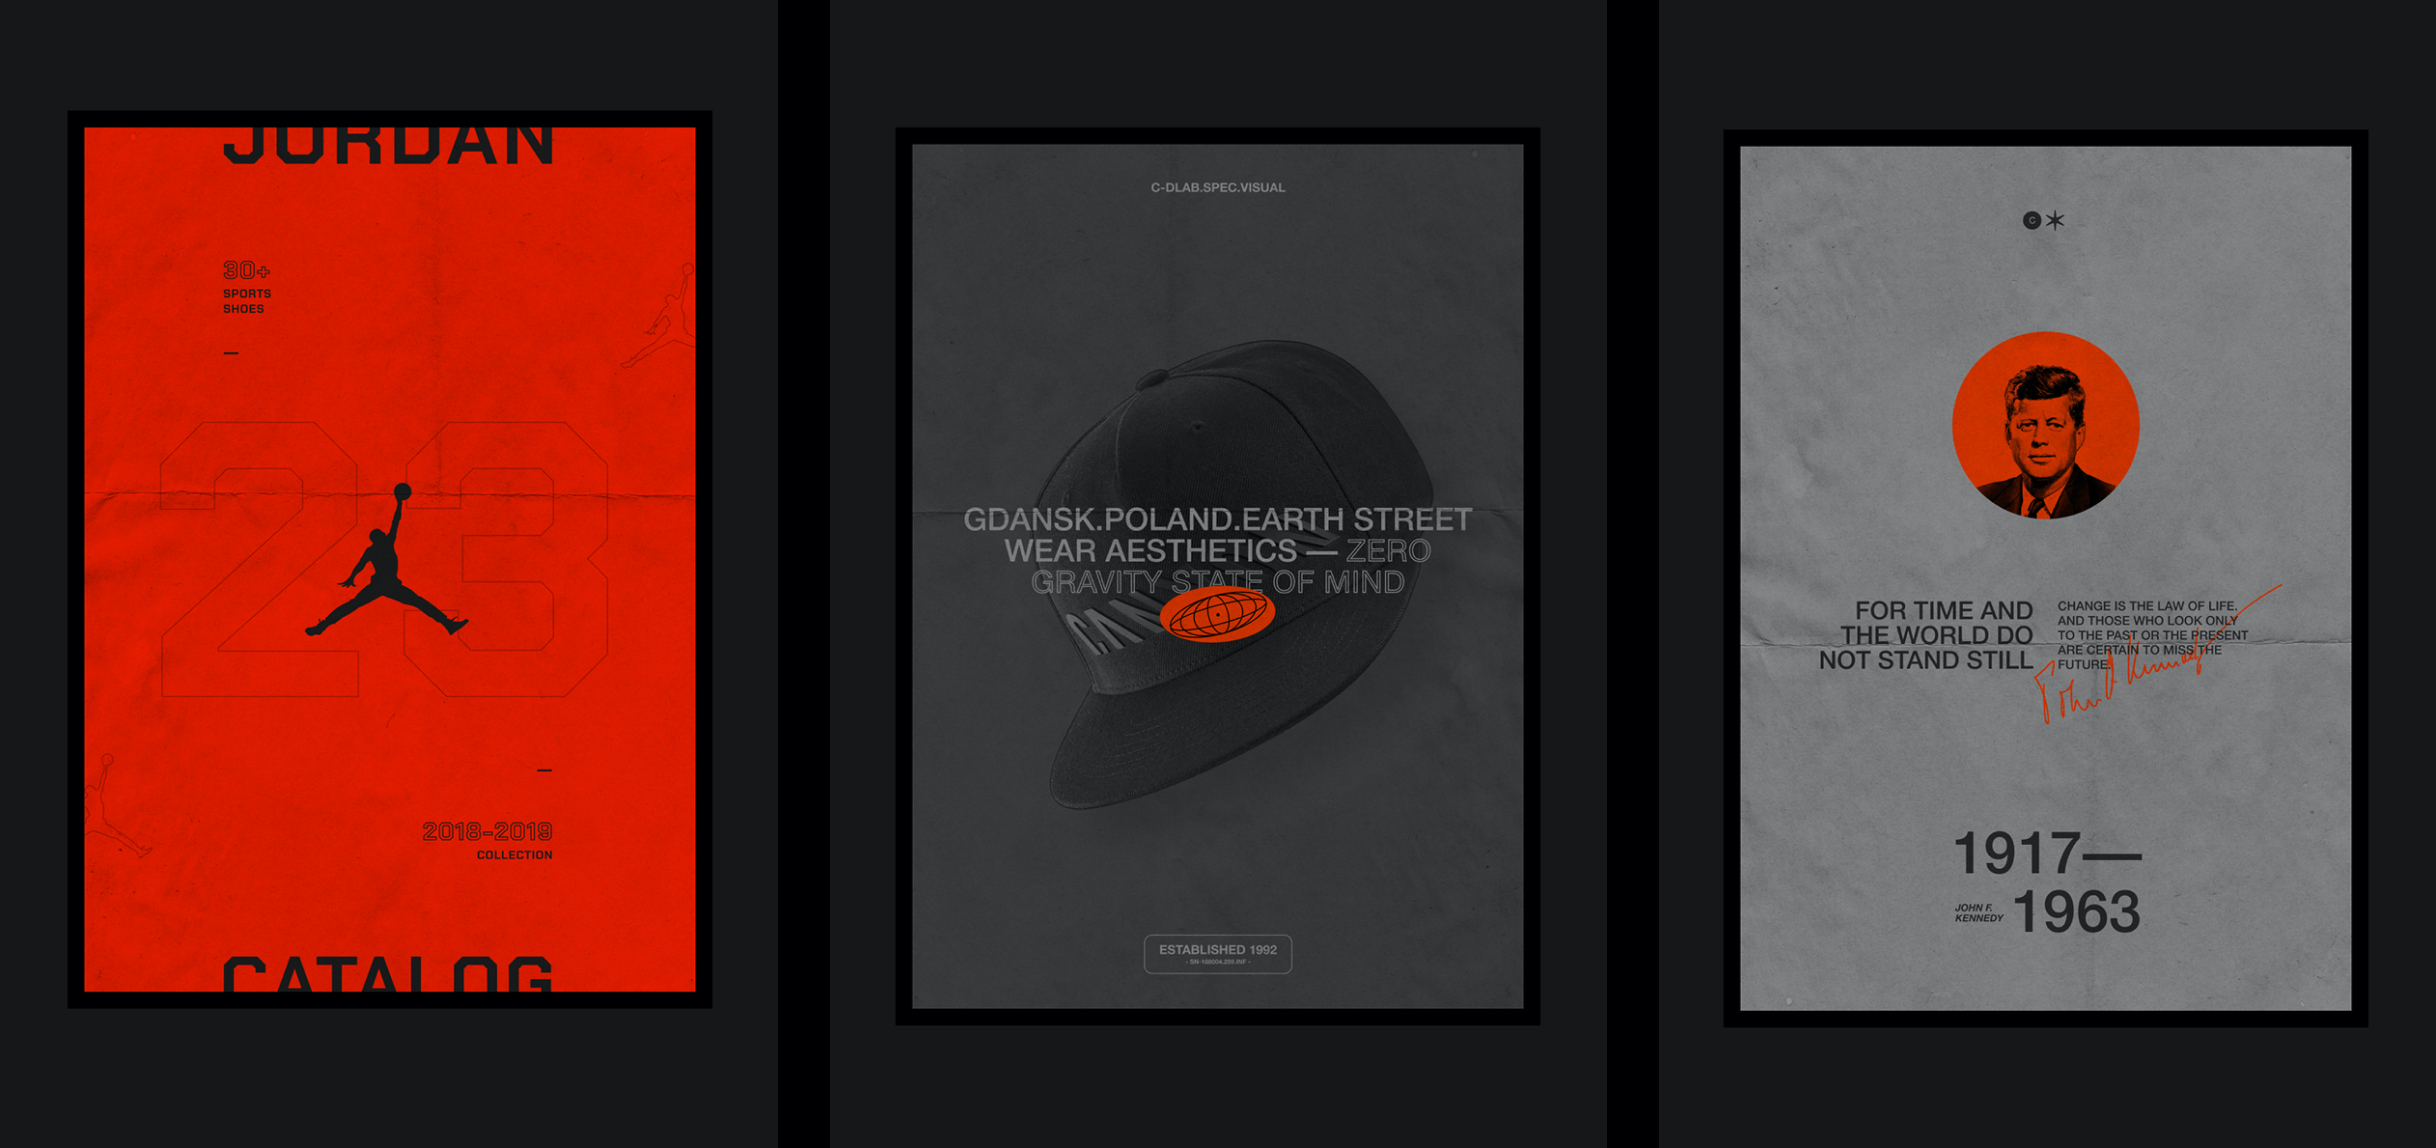 JORDAN
30+
SPORTS
SHOES
23
2018-2019
COLLECTION
CATALOG
C-DLAB.SPEC.VISUAL
GDANSK.POLAND.EARTH STREET
WEAR AESTHETICS — ZERO
GRAVITY STATE OF MIND
ESTABLISHED 1992
C
FOR TIME AND
THE WORLD DO
NOT STAND STILL
CHANGE IS THE LAW OF LIFE.
AND THOSE WHO LOOK ONLY
TO THE PAST OR THE PRESENT
ARE CERTAIN TO MISS THE
FUTURE.
John F Kennedy
1917—
JOHN F.
KENNEDY
1963